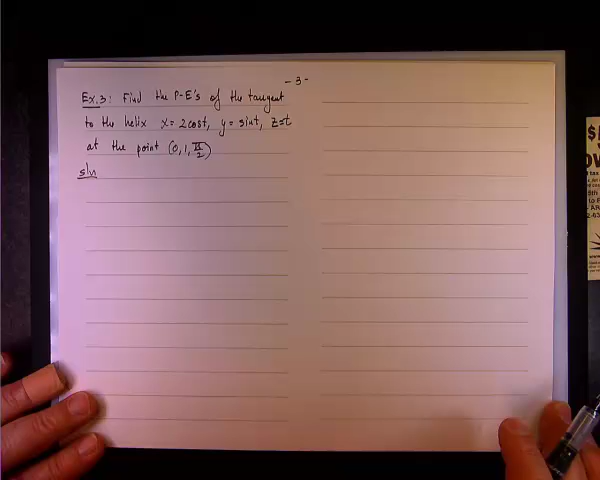 - 3 -
Ex.3: Find the P-E's of the tangent
to the helix x = 2cost, y = sint, z=t
at the point (0, 1, π/2)
sln